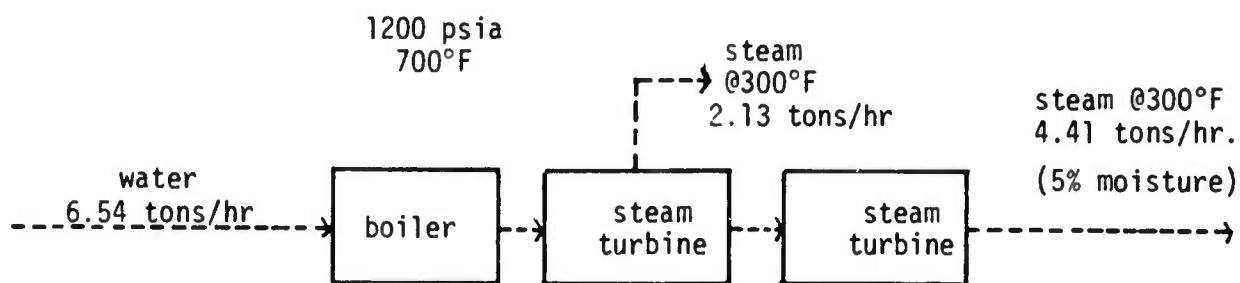 1200 psia
700°F
steam
@300°F
2.13 tons/hr
steam @300°F
4.41 tons/hr.
(5% moisture)
water
6.54 tons/hr
boiler
steam
turbine
steam
turbine